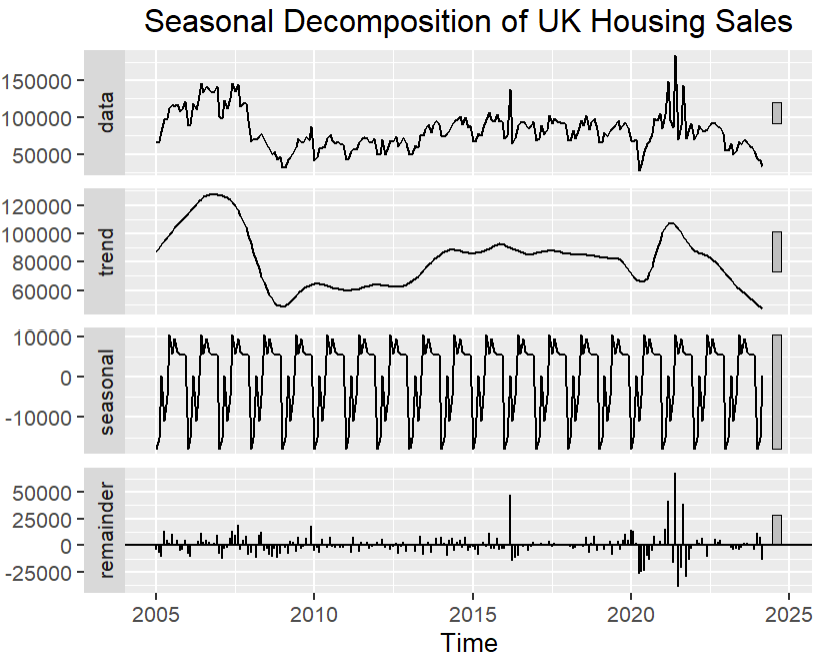 Seasonal Decomposition of UK Housing Sales
150000
100000
50000
data
120000
100000
80000
60000
trend
10000
0
-10000
seasonal
50000
25000
0
-25000
remainder
2005 2010 2015 2020 2025
Time